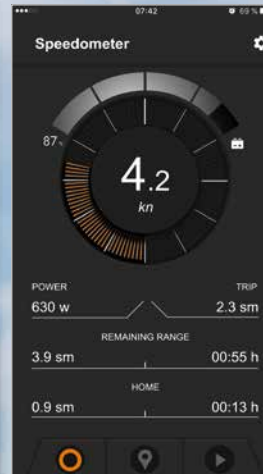 07:42
69 %
Speedometer
87%
4.2
kn
POWER
TRIP
630 w
2.3 sm
REMAINING RANGE
3.9 sm
00:55 h
HOME
0.9 sm
00:13 h